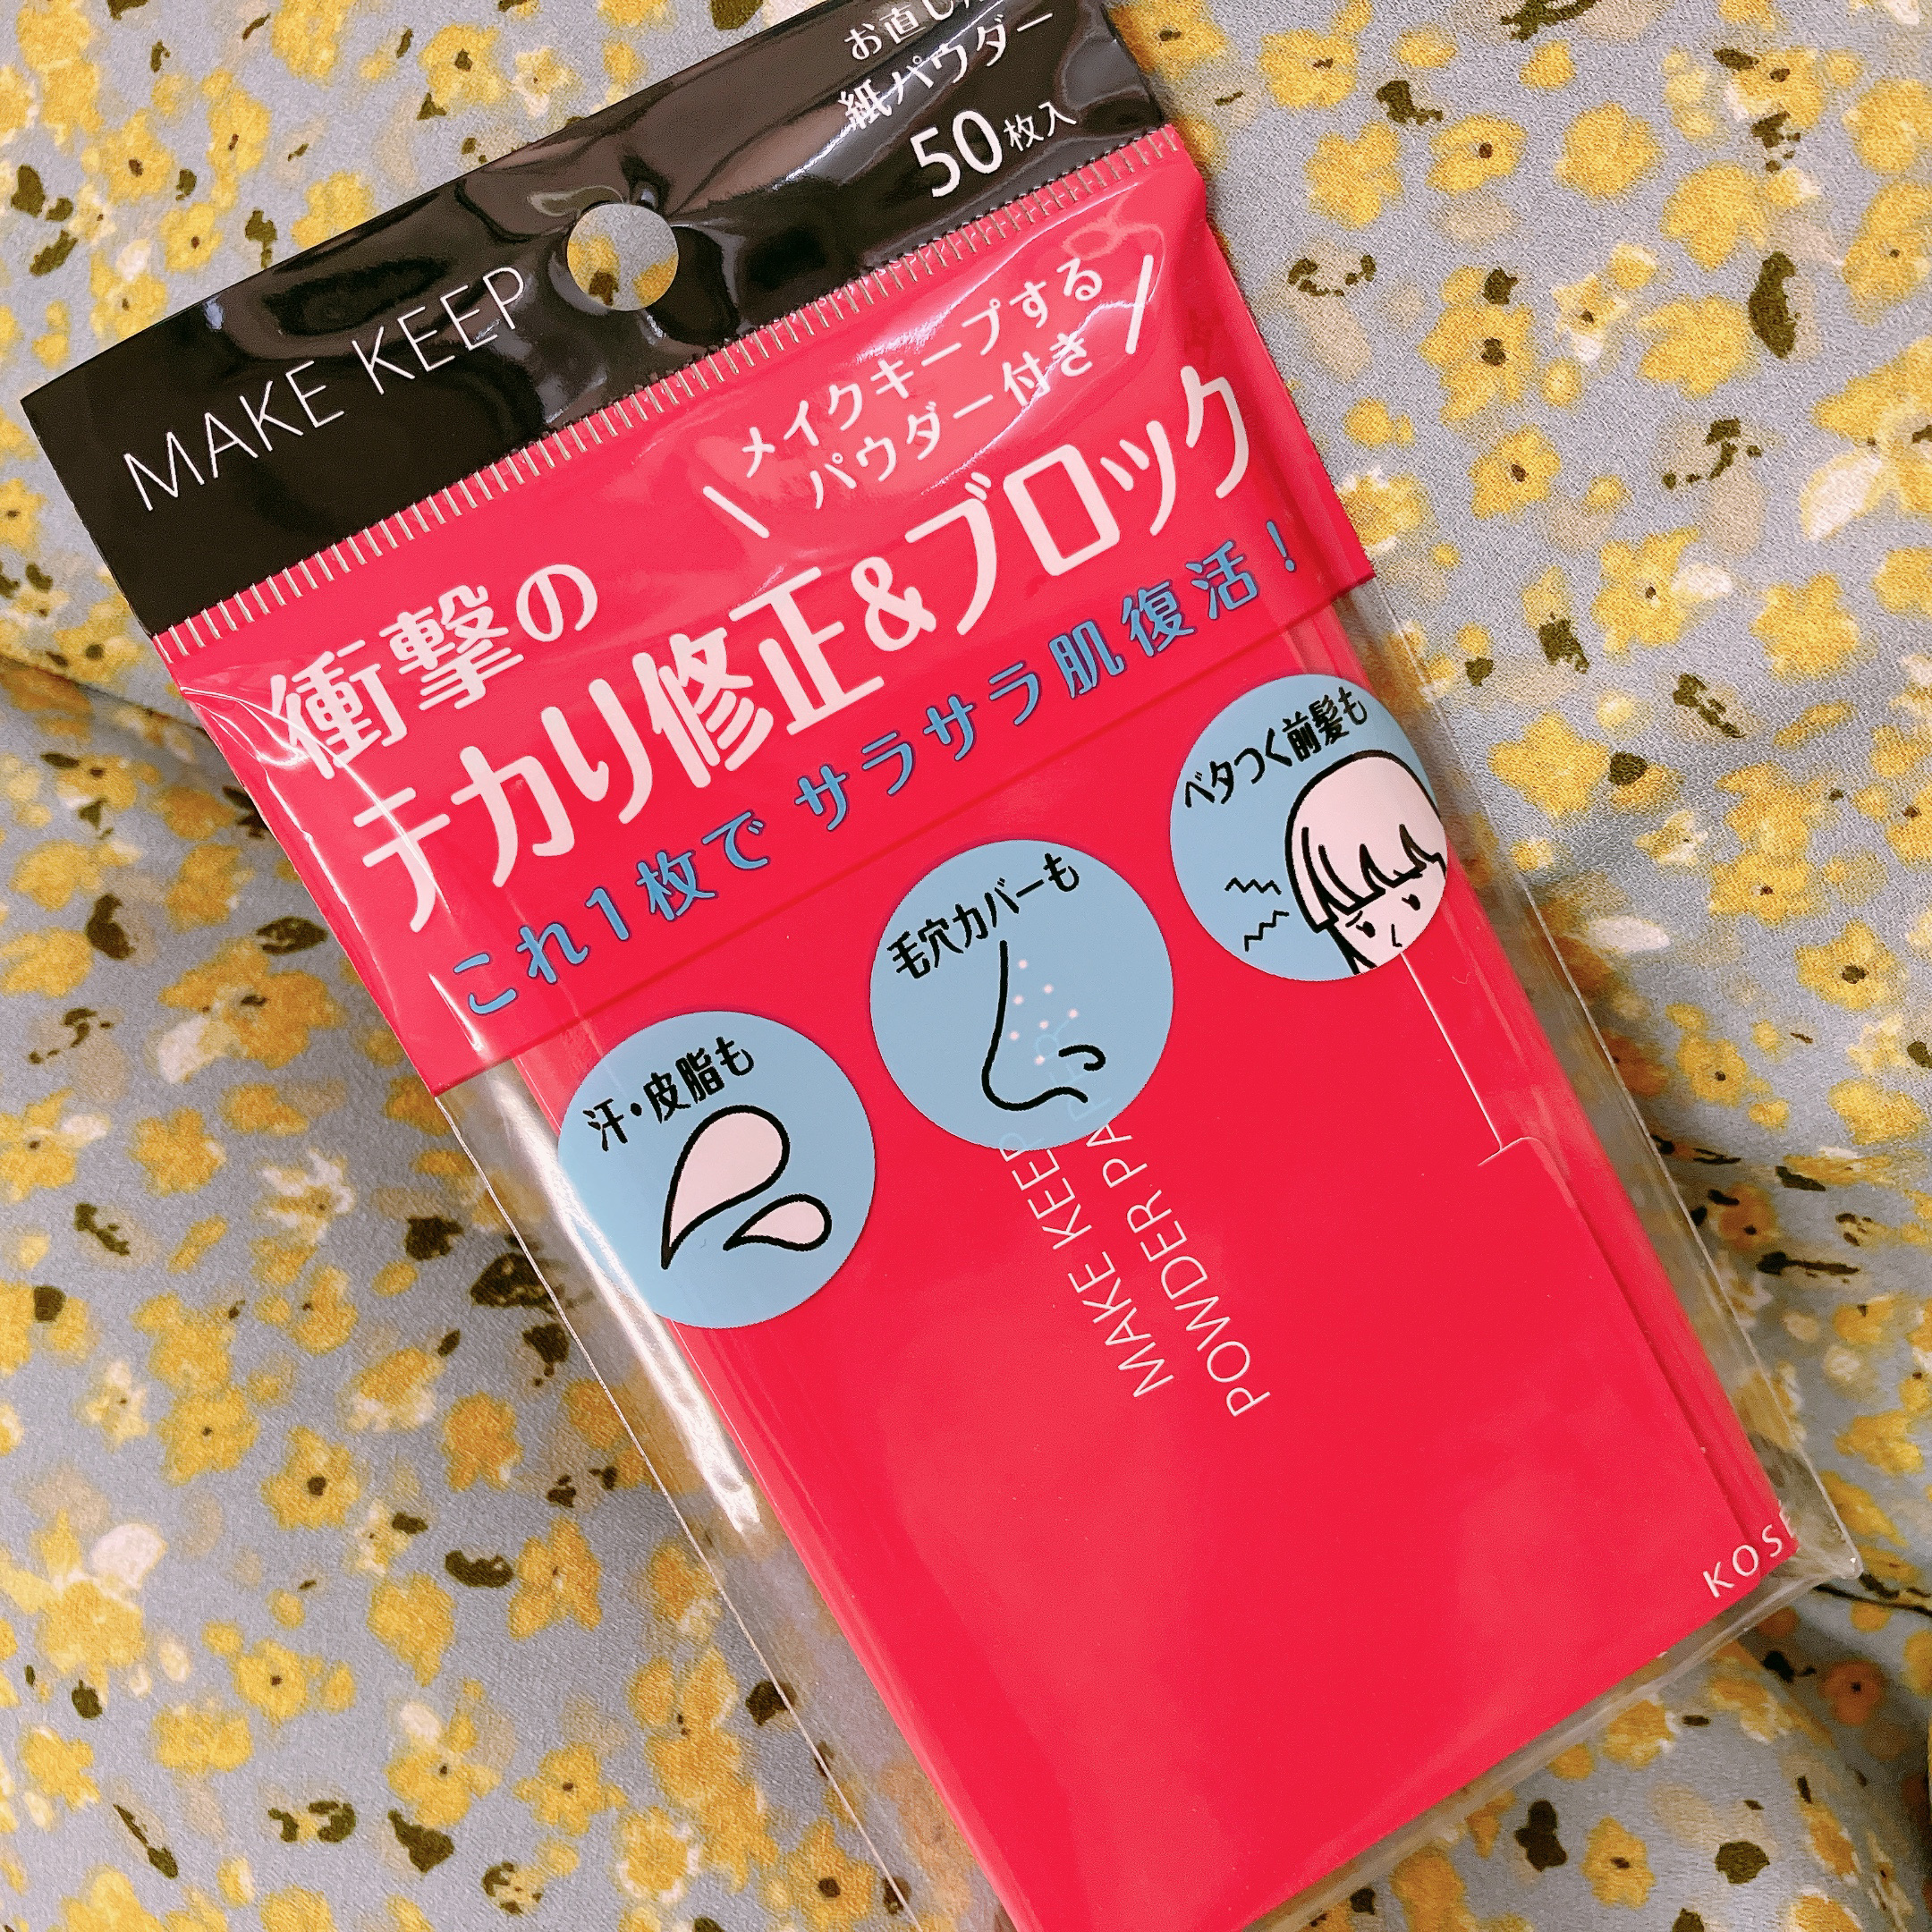 お直し
紙パウダー
50枚入
MAKE KEEP
メイクキープする
パウダー付き
衝撃の
テカリ修正&ブロック
これ1枚で サラサラ肌復活!
ベタつく前髪も
毛穴カバーも
汗・皮脂も
MAKE KEEP
POWDER PAPER
KOSÉ